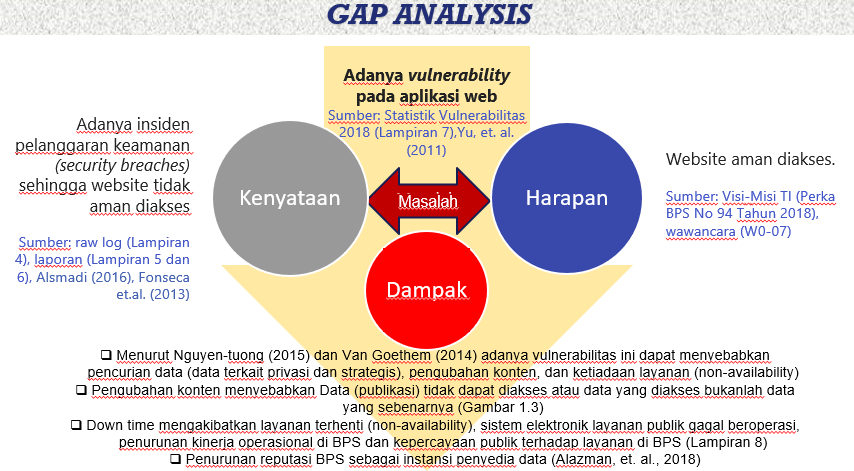 GAP ANALYSIS
Adanya vulnerability
pada aplikasi web
Sumber: Statistik Vulnerabilitas
2018 (Lampiran 7),Yu, et. al.
(2011)
Adanya insiden
pelanggaran keamanan
(security breaches)
sehingga website tidak
aman diakses
Sumber: raw log (Lampiran
4), laporan (Lampiran 5 dan
6), Alsmadi (2016), Fonseca
et.al. (2013)
Kenyataan
Masalah
Harapan
Website aman diakses.
Sumber: Visi-Misi TI (Perka
BPS No 94 Tahun 2018),
wawancara (W0-07)
Dampak
❑ Menurut Nguyen-tuong (2015) dan Van Goethem (2014) adanya vulnerabilitas ini dapat menyebabkan
pencurian data (data terkait privasi dan strategis), pengubahan konten, dan ketiadaan layanan (non-availability)
❑ Pengubahan konten menyebabkan Data (publikasi) tidak dapat diakses atau data yang diakses bukanlah data
yang sebenarnya (Gambar 1.3)
❑ Down time mengakibatkan layanan terhenti (non-availability), sistem elektronik layanan publik gagal beroperasi,
penurunan kinerja operasional di BPS dan kepercayaan publik terhadap layanan di BPS (Lampiran 8)
❑ Penurunan reputasi BPS sebagai instansi penyedia data (Alazman, et. al., 2018)